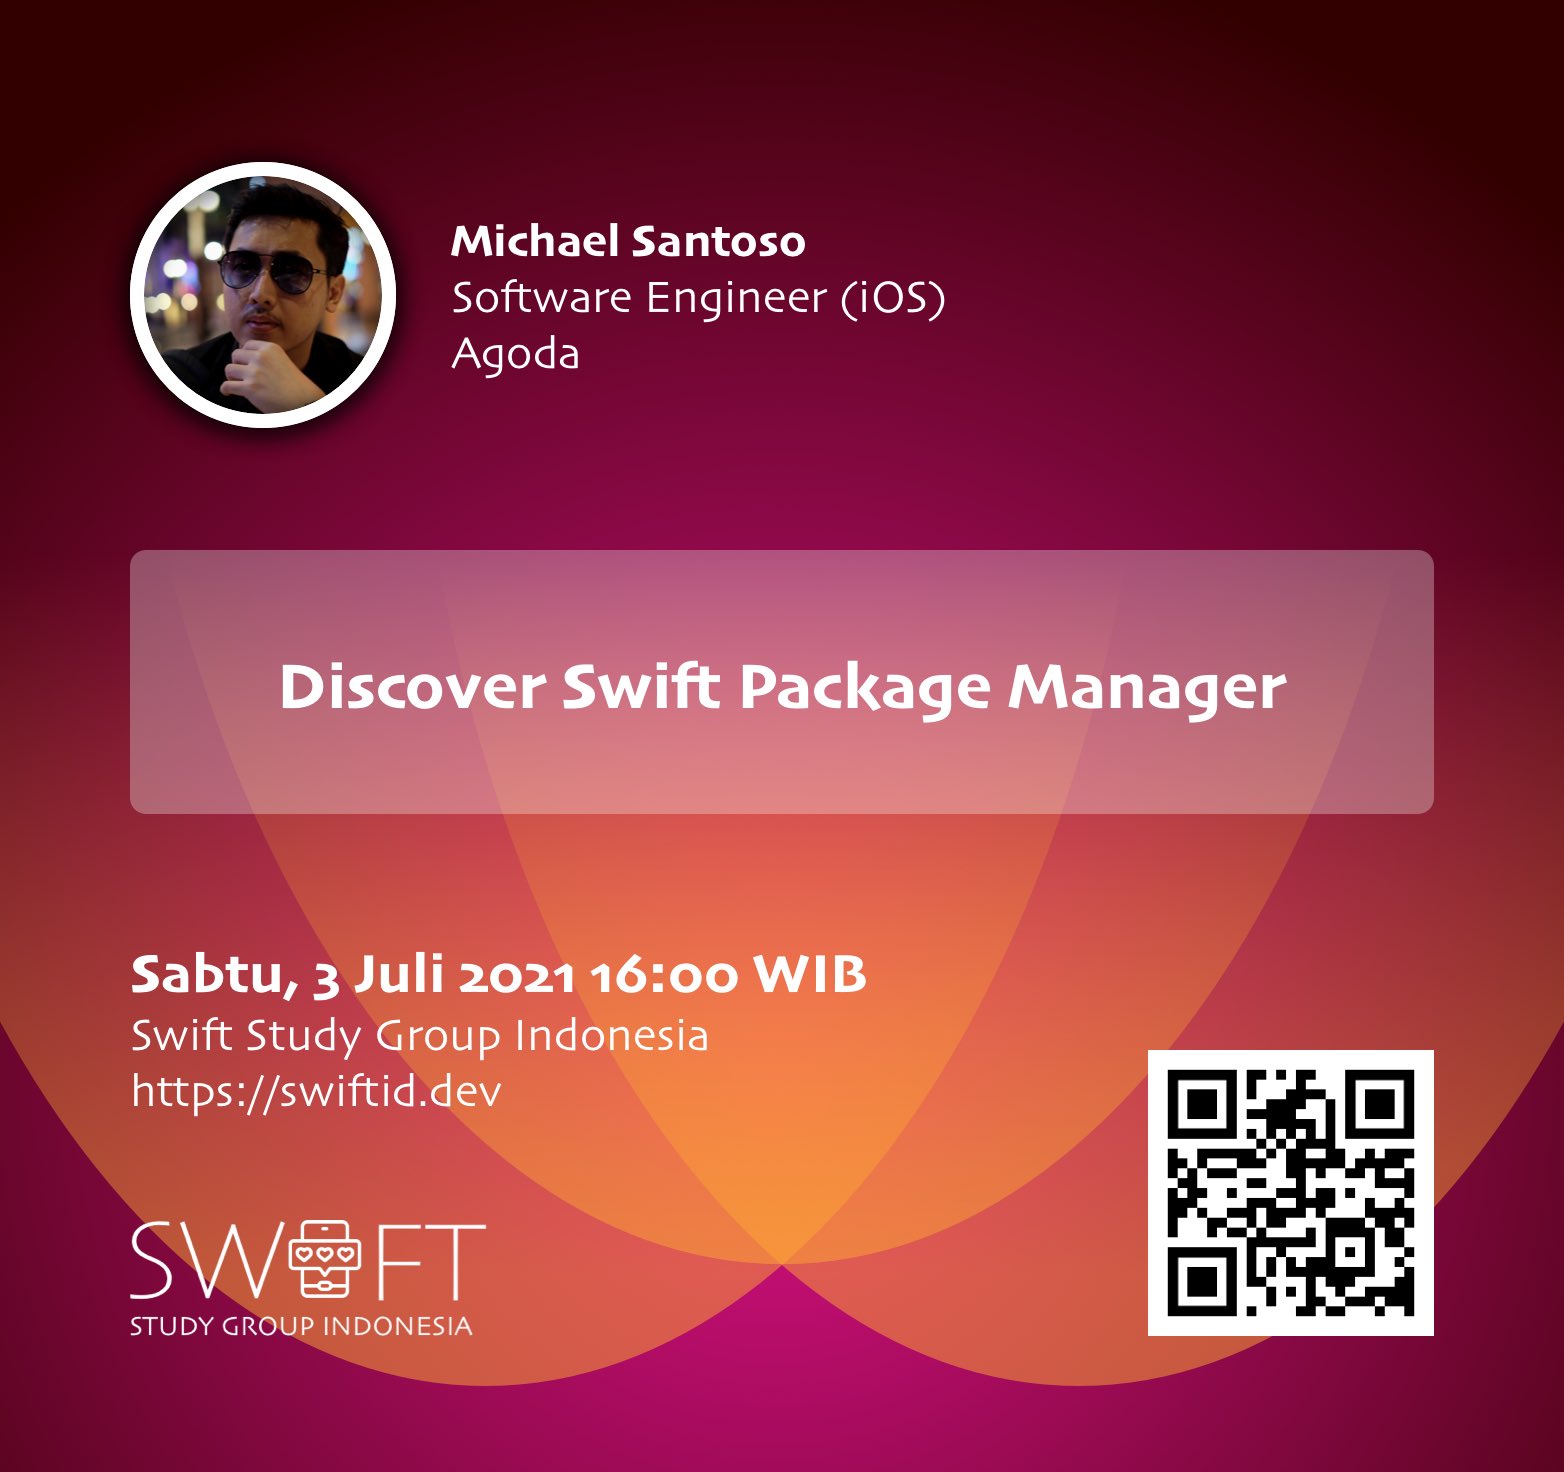 Michael Santoso
Software Engineer (iOS)
Agoda
Discover Swift Package Manager
Sabtu, 3 Juli 2021 16:00 WIB
Swift Study Group Indonesia
https://swiftid.dev
SWIFT
STUDY GROUP INDONESIA